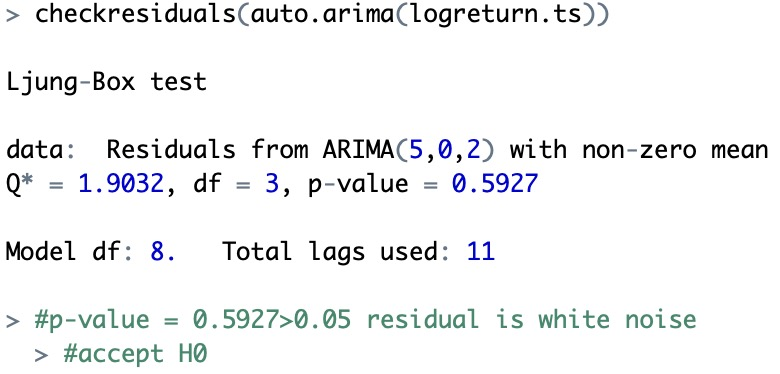 > checkresiduals(auto.arima(logreturn.ts))
Ljung-Box test
data:  Residuals from ARIMA(5,0,2) with non-zero mean
Q* = 1.9032, df = 3, p-value = 0.5927
Model df: 8.   Total lags used: 11
> #p-value = 0.5927>0.05 residual is white noise
> #accept H0